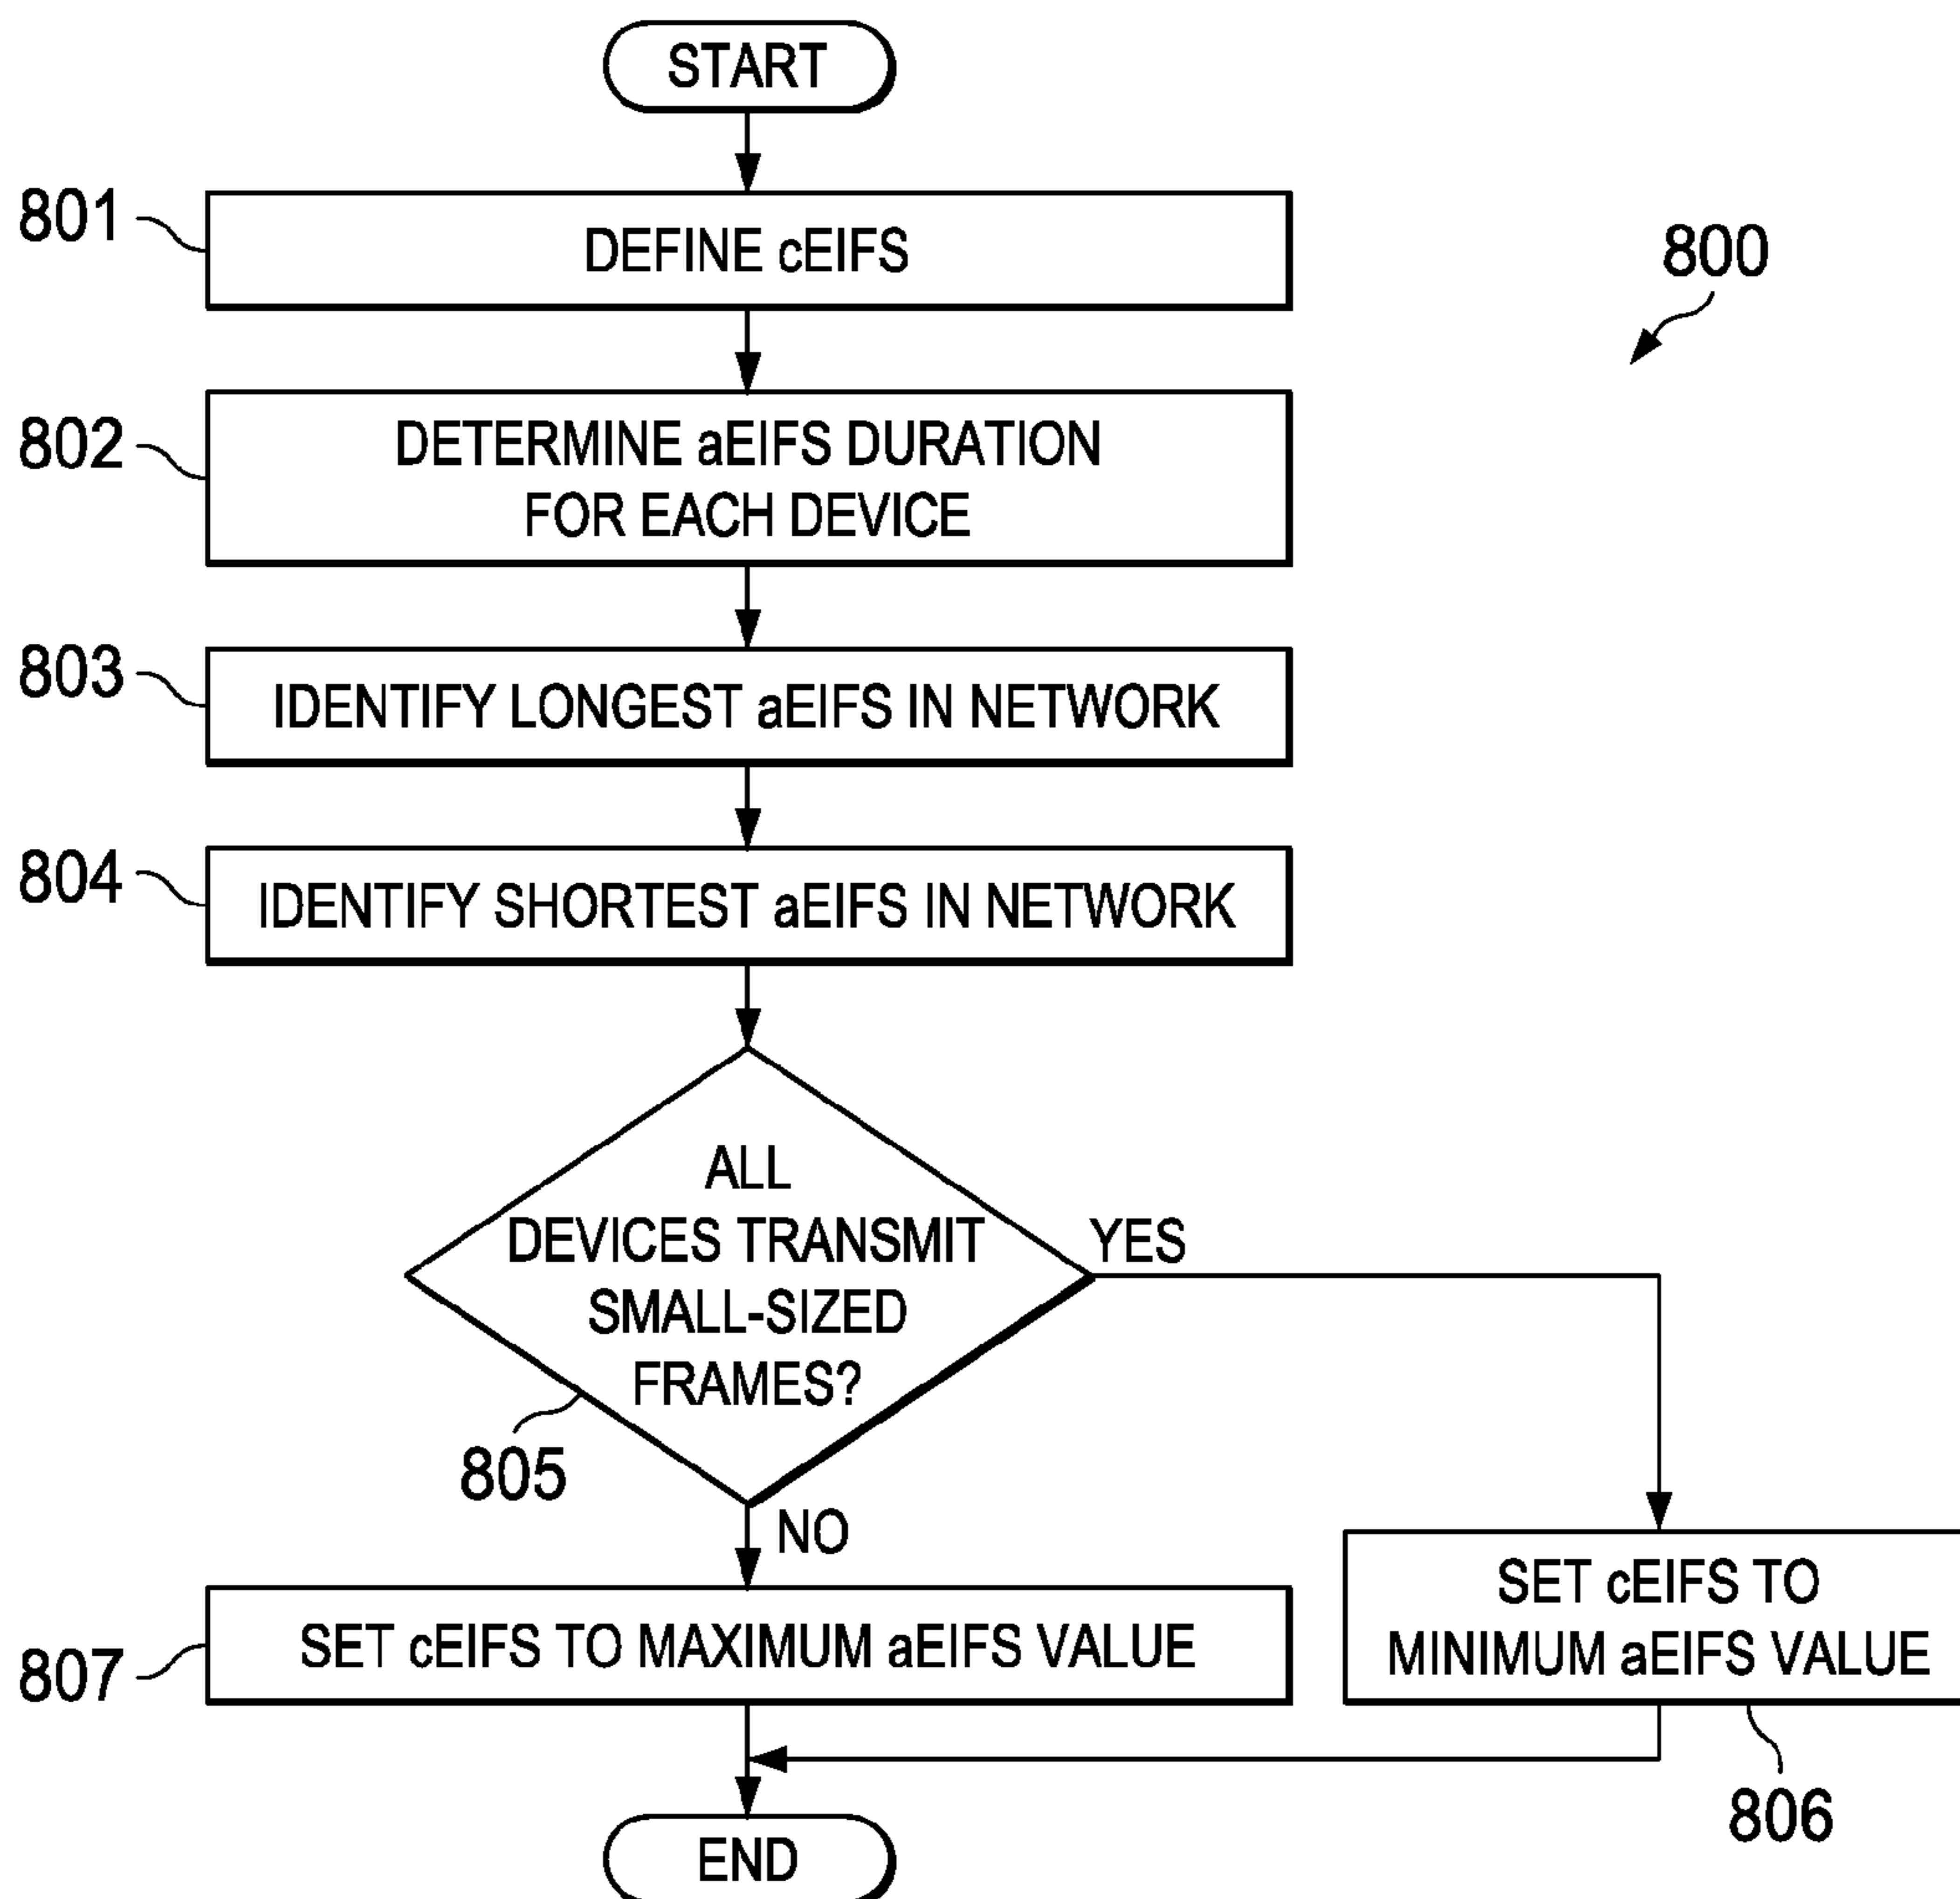 START
801
DEFINE cEIFS
800
802
DETERMINE aEIFS DURATION
FOR EACH DEVICE
803
IDENTIFY LONGEST aEIFS IN NETWORK
804
IDENTIFY SHORTEST aEIFS IN NETWORK
ALL
DEVICES TRANSMIT
SMALL-SIZED
FRAMES?
YES
805
NO
SET cEIFS TO
MINIMUM aEIFS VALUE
807
SET cEIFS TO MAXIMUM aEIFS VALUE
806
END